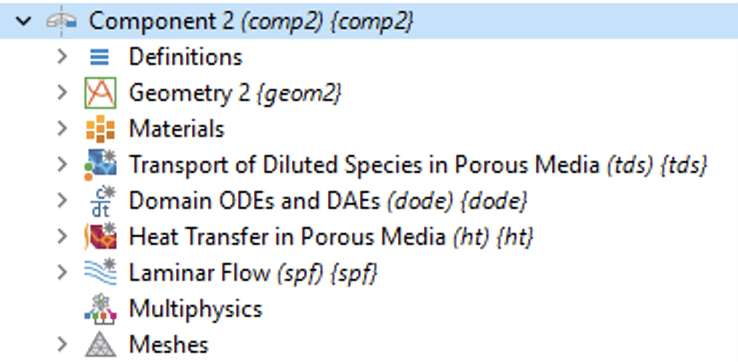 Component 2 (comp2) {comp2}
Definitions
Geometry 2 {geom2}
Materials
Transport of Diluted Species in Porous Media (tds) {tds}
Domain ODEs and DAEs (dode) {dode}
Heat Transfer in Porous Media (ht) {ht}
Laminar Flow (spf) {spf}
Multiphysics
Meshes